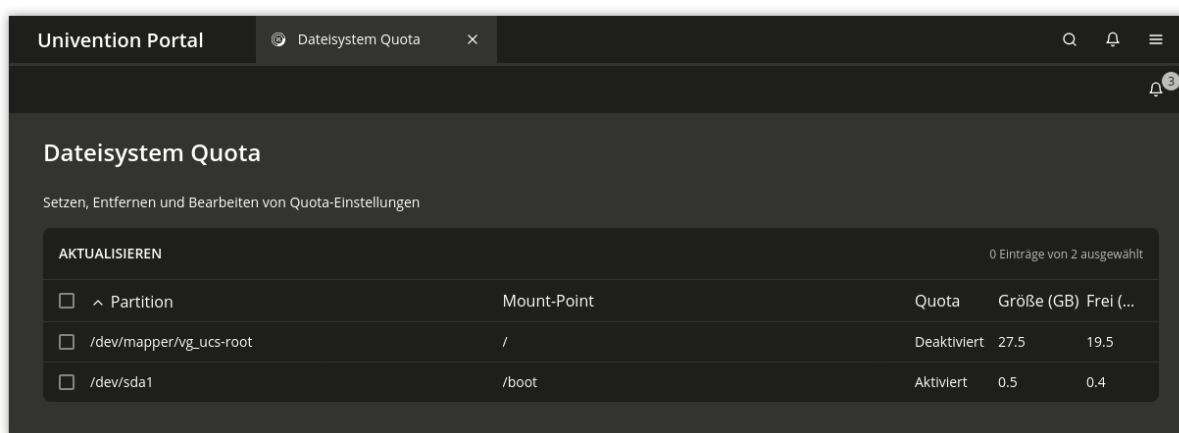 Univention Portal Dateisystem Quota
3
Dateisystem Quota
Setzen, Entfernen und Bearbeiten von Quota-Einstellungen
AKTUALISIEREN 0 Einträge von 2 ausgewählt
Partition Mount-Point Quota Größe (GB) Frei (...
/dev/mapper/vg_ucs-root / Deaktiviert 27.5 19.5
/dev/sda1 /boot Aktiviert 0.5 0.4